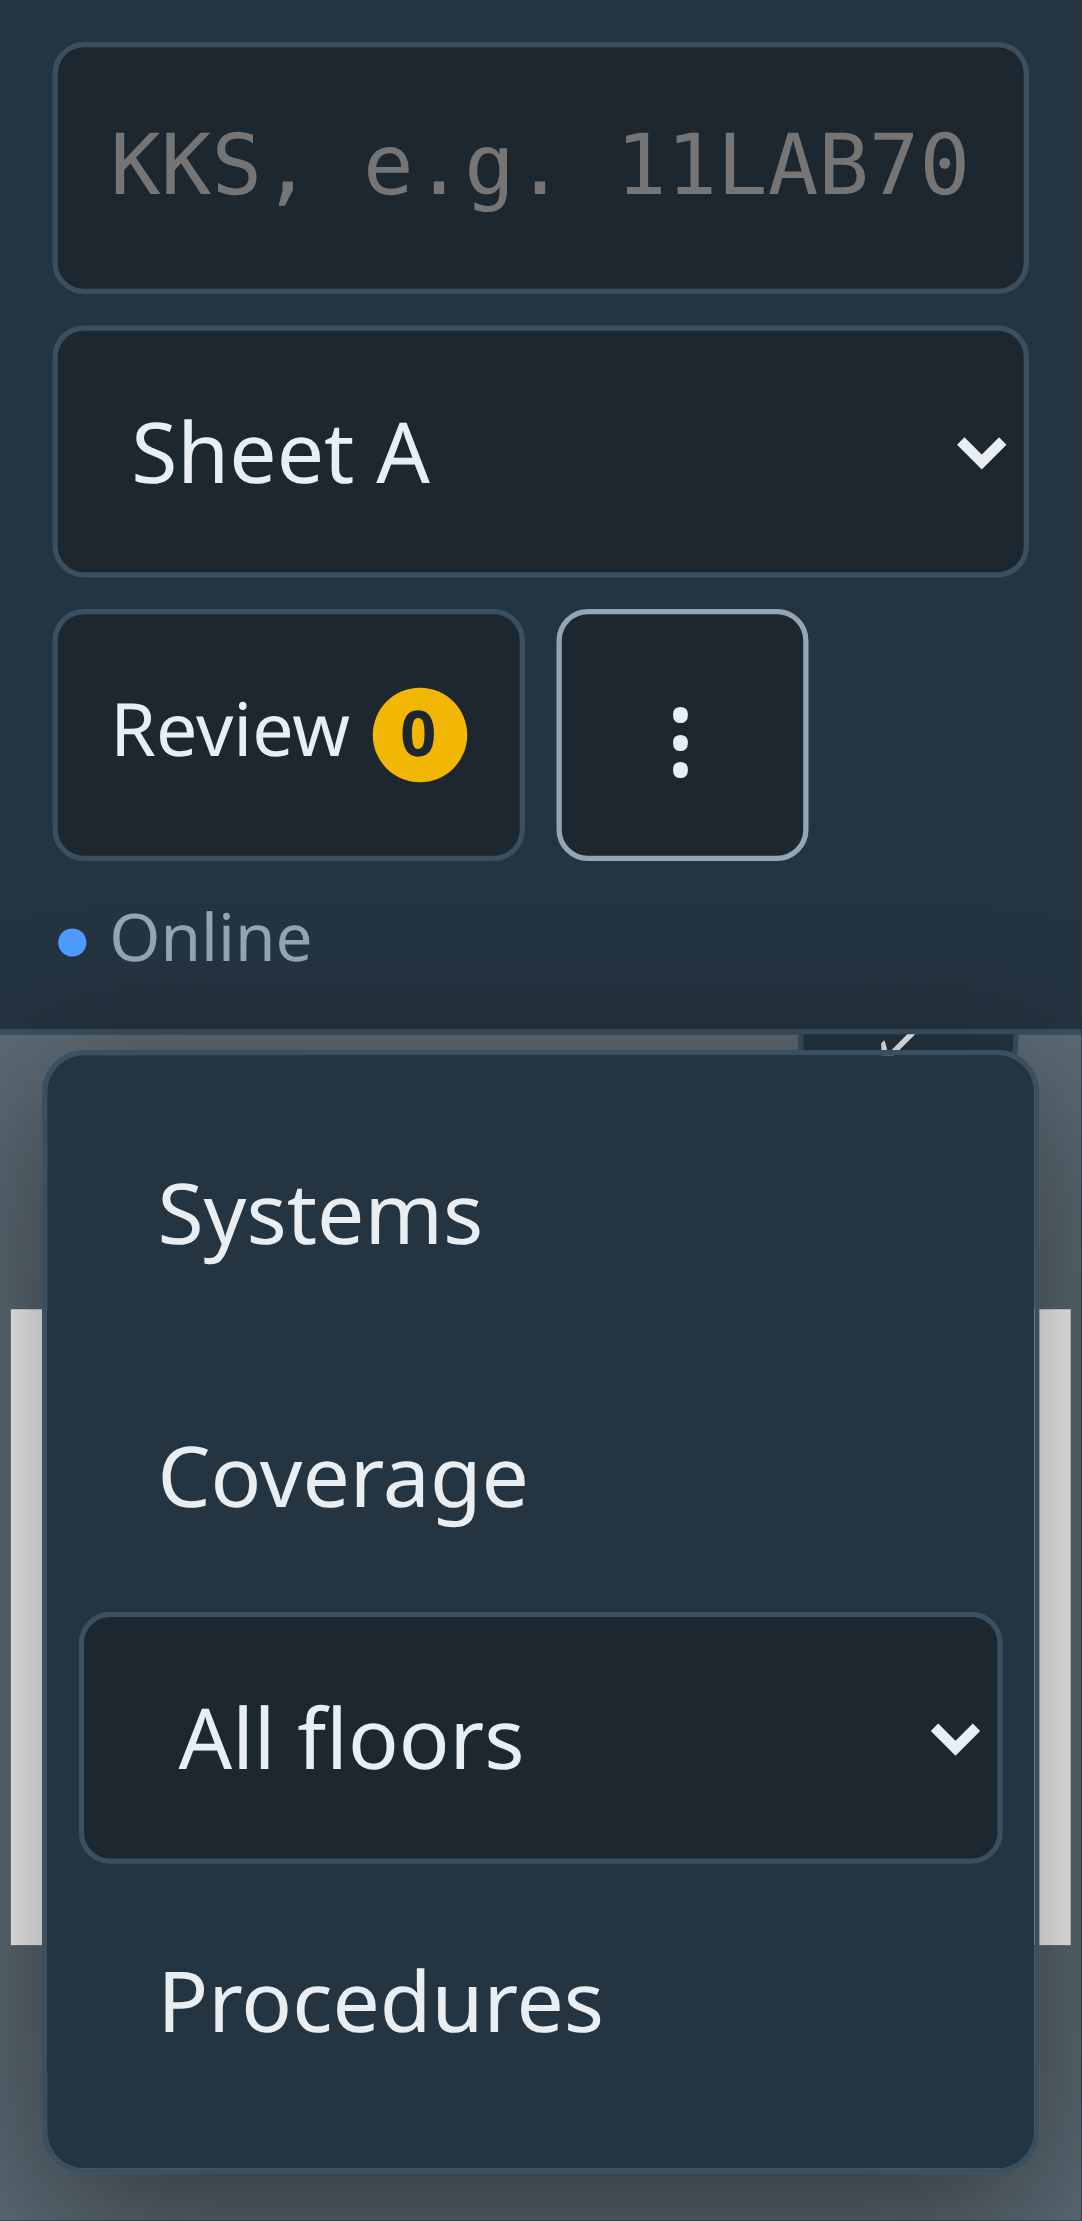 KKS, e.g. 11LAB70
Sheet A
Review 0
Online
Systems
Coverage
All floors
Procedures